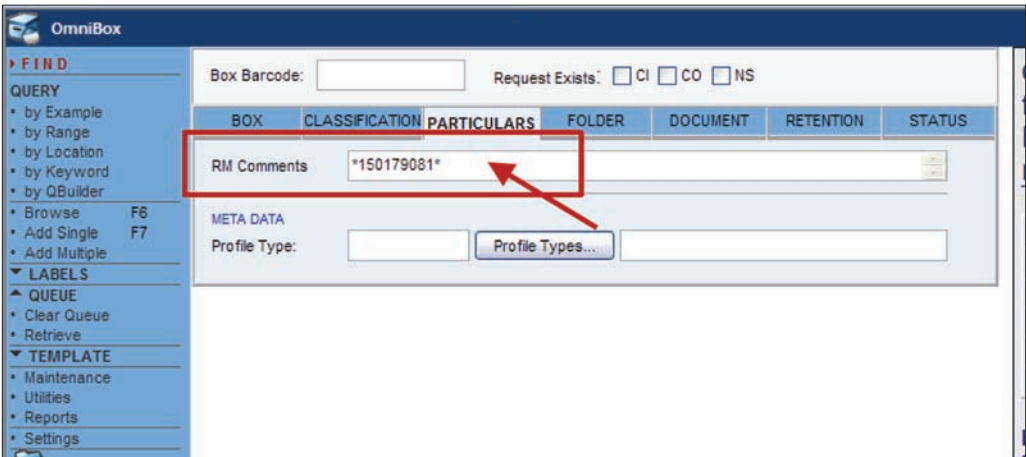 OmniBox
FIND
QUERY
• by Example
• by Range
• by Location
• by Keyword
• by QBuilder
• Browse F6
• Add Single F7
• Add Multiple
LABELS
QUEUE
• Clear Queue
• Retrieve
TEMPLATE
• Maintenance
• Utilities
• Reports
• Settings
Box Barcode: Request Exists: CI CO NS
BOX CLASSIFICATION PARTICULARS FOLDER DOCUMENT RETENTION STATUS
RM Comments *150179081*
META DATA
Profile Type: Profile Types...